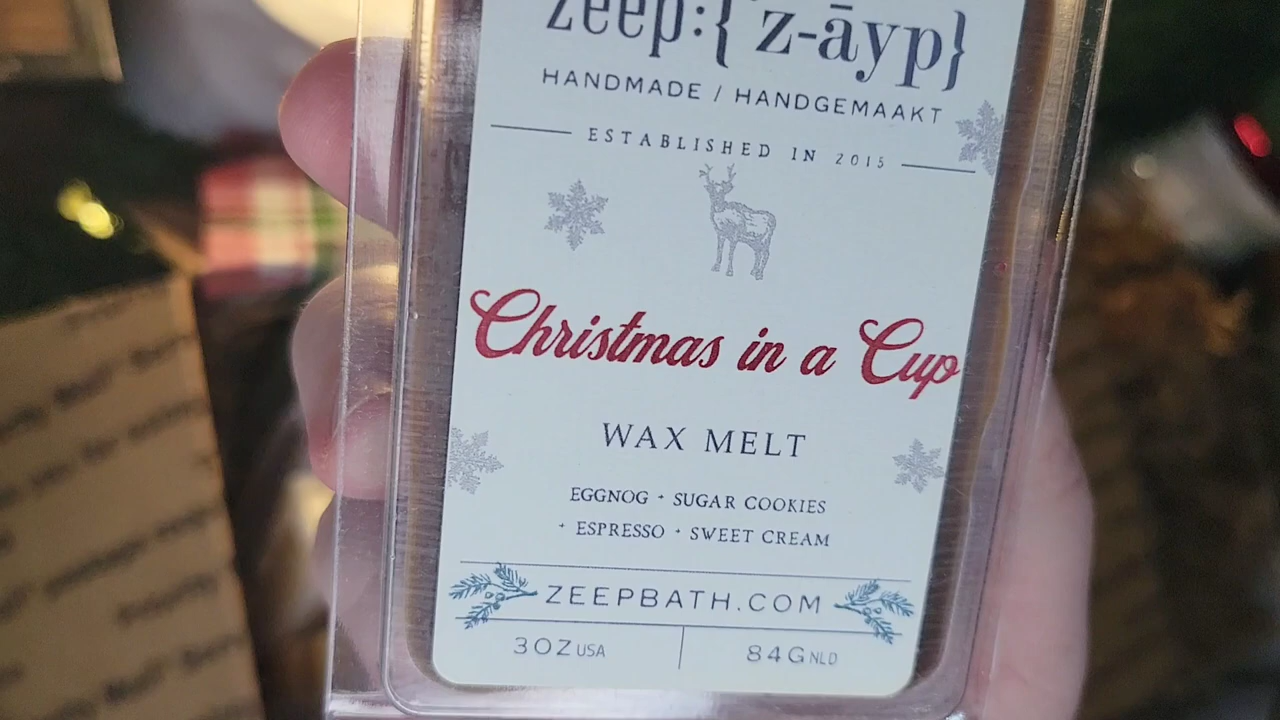 zeep:{'z-āyp}
HANDMADE / HANDGEMAAKT
ESTABLISHED IN 2015
Christmas in a Cup
WAX MELT
EGGNOG + SUGAR COOKIES
+ ESPRESSO + SWEET CREAM
ZEEPBATH.COM
3OZ USA
84G NLD